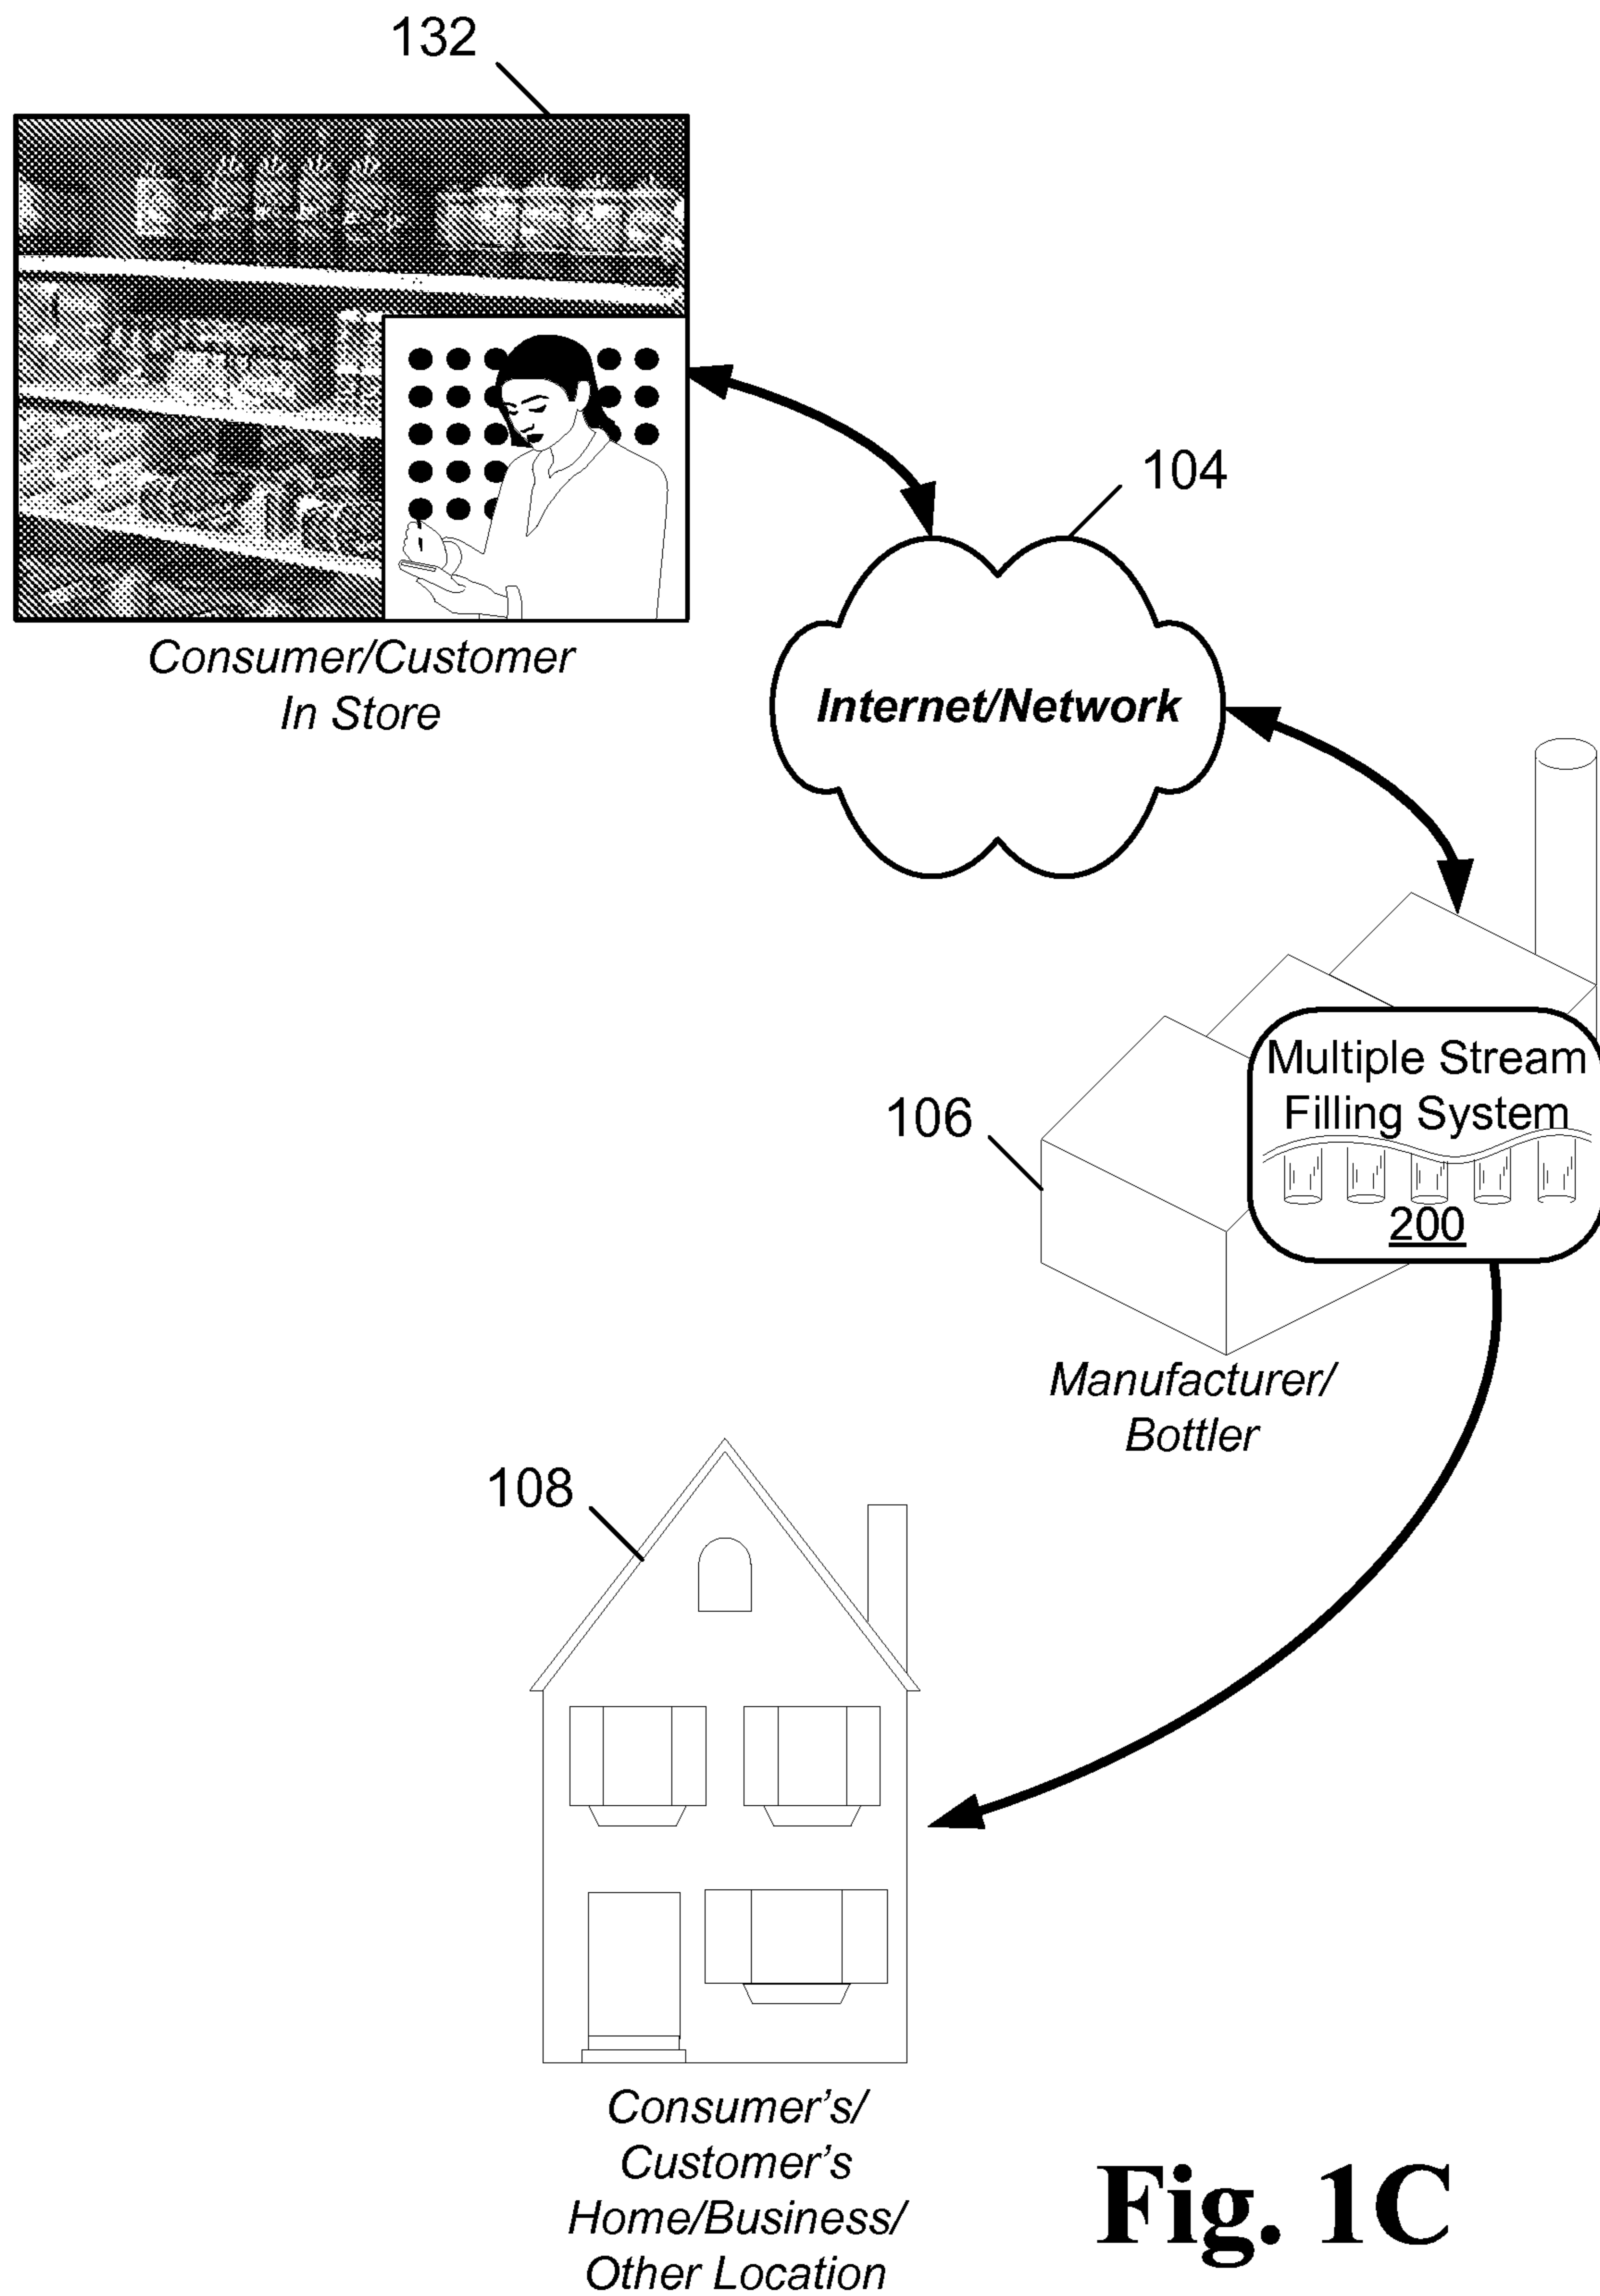 132
Consumer/Customer
In Store
104
Internet/Network
Multiple Stream
Filling System
200
106
Manufacturer/
Bottler
108
Consumer's/
Customer's
Home/Business/
Other Location
Fig. 1C